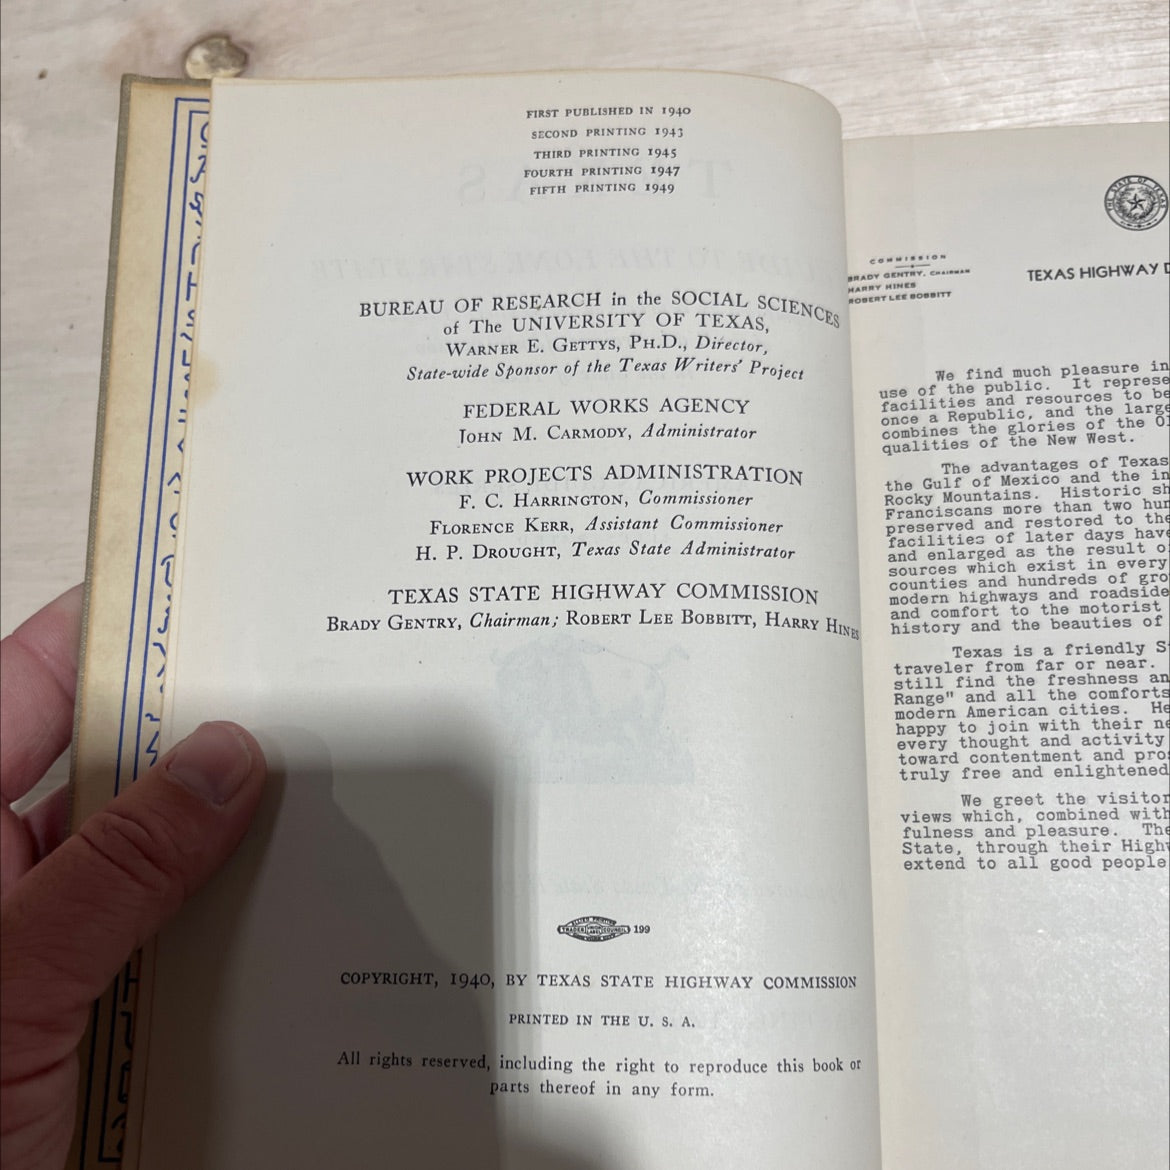 FIRST PUBLISHED IN 1940
SECOND PRINTING 1943
THIRD PRINTING 1945
FOURTH PRINTING 1947
FIFTH PRINTING 1949
BUREAU OF RESEARCH in the SOCIAL SCIENCES
of The UNIVERSITY OF TEXAS,
WARNER E. GETTYS, PH.D., Director,
State-wide Sponsor of the Texas Writers' Project
FEDERAL WORKS AGENCY
JOHN M. CARMODY, Administrator
WORK PROJECTS ADMINISTRATION
F. C. HARRINGTON, Commissioner
FLORENCE KERR, Assistant Commissioner
H. P. DROUGHT, Texas State Administrator
TEXAS STATE HIGHWAY COMMISSION
BRADY GENTRY, Chairman; ROBERT LEE BOBBITT, HARRY HINES
ALLIED PRINTING
TRADES UNION LABEL COUNCIL 199
COPYRIGHT, 1940, BY TEXAS STATE HIGHWAY COMMISSION
PRINTED IN THE U. S. A.
All rights reserved, including the right to reproduce this book or
parts thereof in any form.
THE STATE OF TEXAS
COMMISSION
BRADY GENTRY, CHAIRMAN
HARRY HINES
ROBERT LEE BOBBITT
TEXAS HIGHWAY D
We find much pleasure in
use of the public. It represe
facilities and resources to be
once a Republic, and the large
combines the glories of the Ol
qualities of the New West.
The advantages of Texas
the Gulf of Mexico and the in
Rocky Mountains. Historic sh
Franciscans more than two hun
preserved and restored to the
facilities of later days have
and enlarged as the result o
sources which exist in every
counties and hundreds of gro
modern highways and roadside
and comfort to the motorist
history and the beauties of
Texas is a friendly S
traveler from far or near.
still find the freshness an
Range" and all the comforts
modern American cities. He
happy to join with their ne
every thought and activity
toward contentment and pros
truly free and enlightened
We greet the visitor
views which, combined with
fulness and pleasure. The
State, through their High
extend to all good people